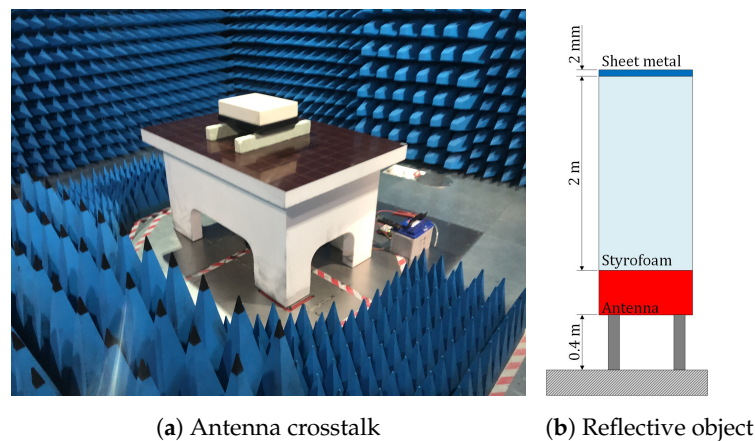 2 mm
Sheet metal
2 m
Styrofoam
Antenna
0.4 m
(a) Antenna crosstalk
(b) Reflective object